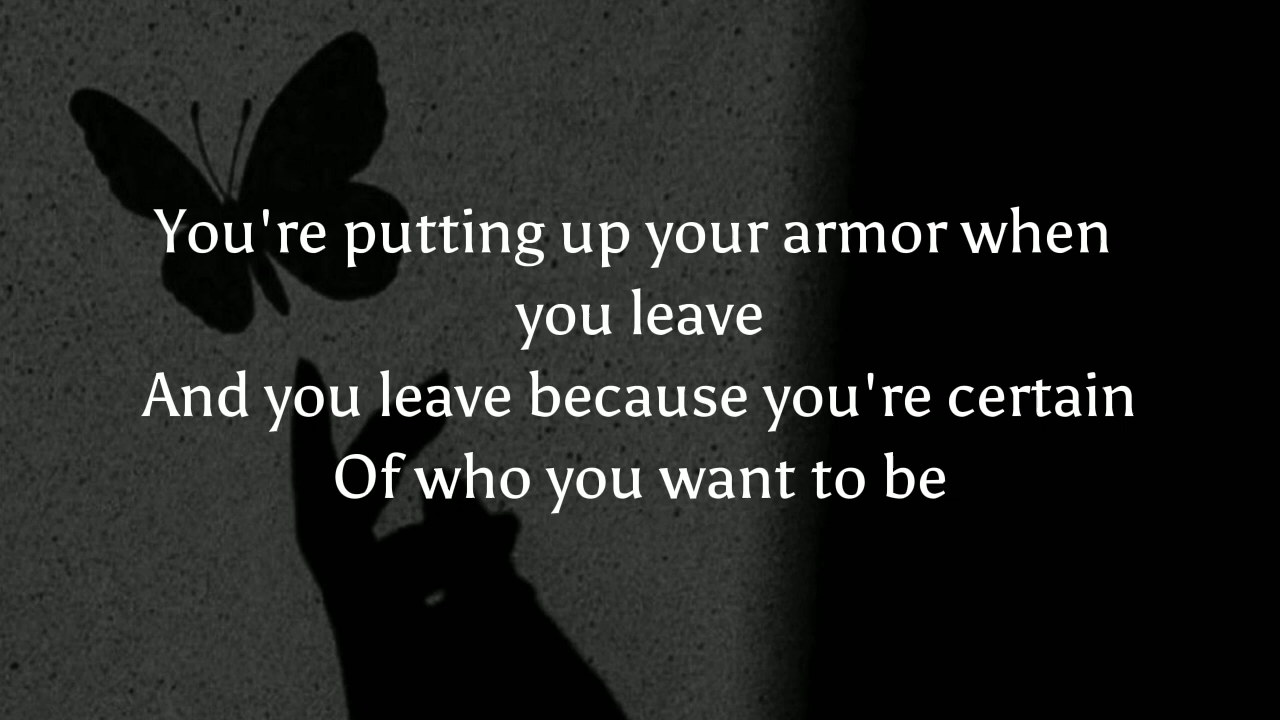 You're putting up your armor when
you leave
And you leave because you're certain
Of who you want to be